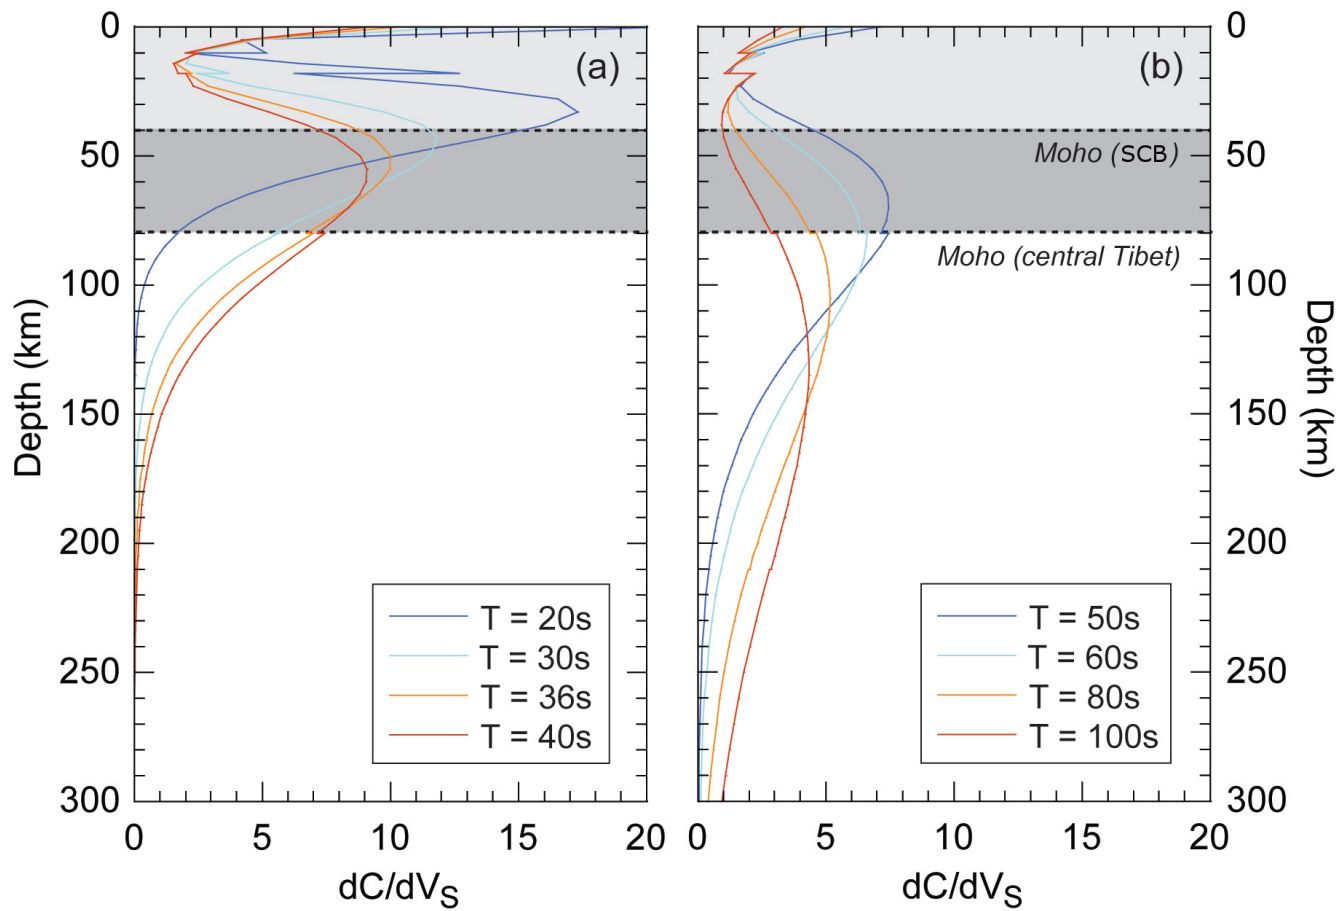 0
50
100
150
200
250
300
Depth (km)
(a)
T = 20s
T = 30s
T = 36s
T = 40s
0 5 10 15 20
dC/dVS
(b)
Moho (SCB)
Moho (central Tibet)
T = 50s
T = 60s
T = 80s
T = 100s
0 5 10 15 20
dC/dVS
0
50
100
150
200
250
300
Depth (km)